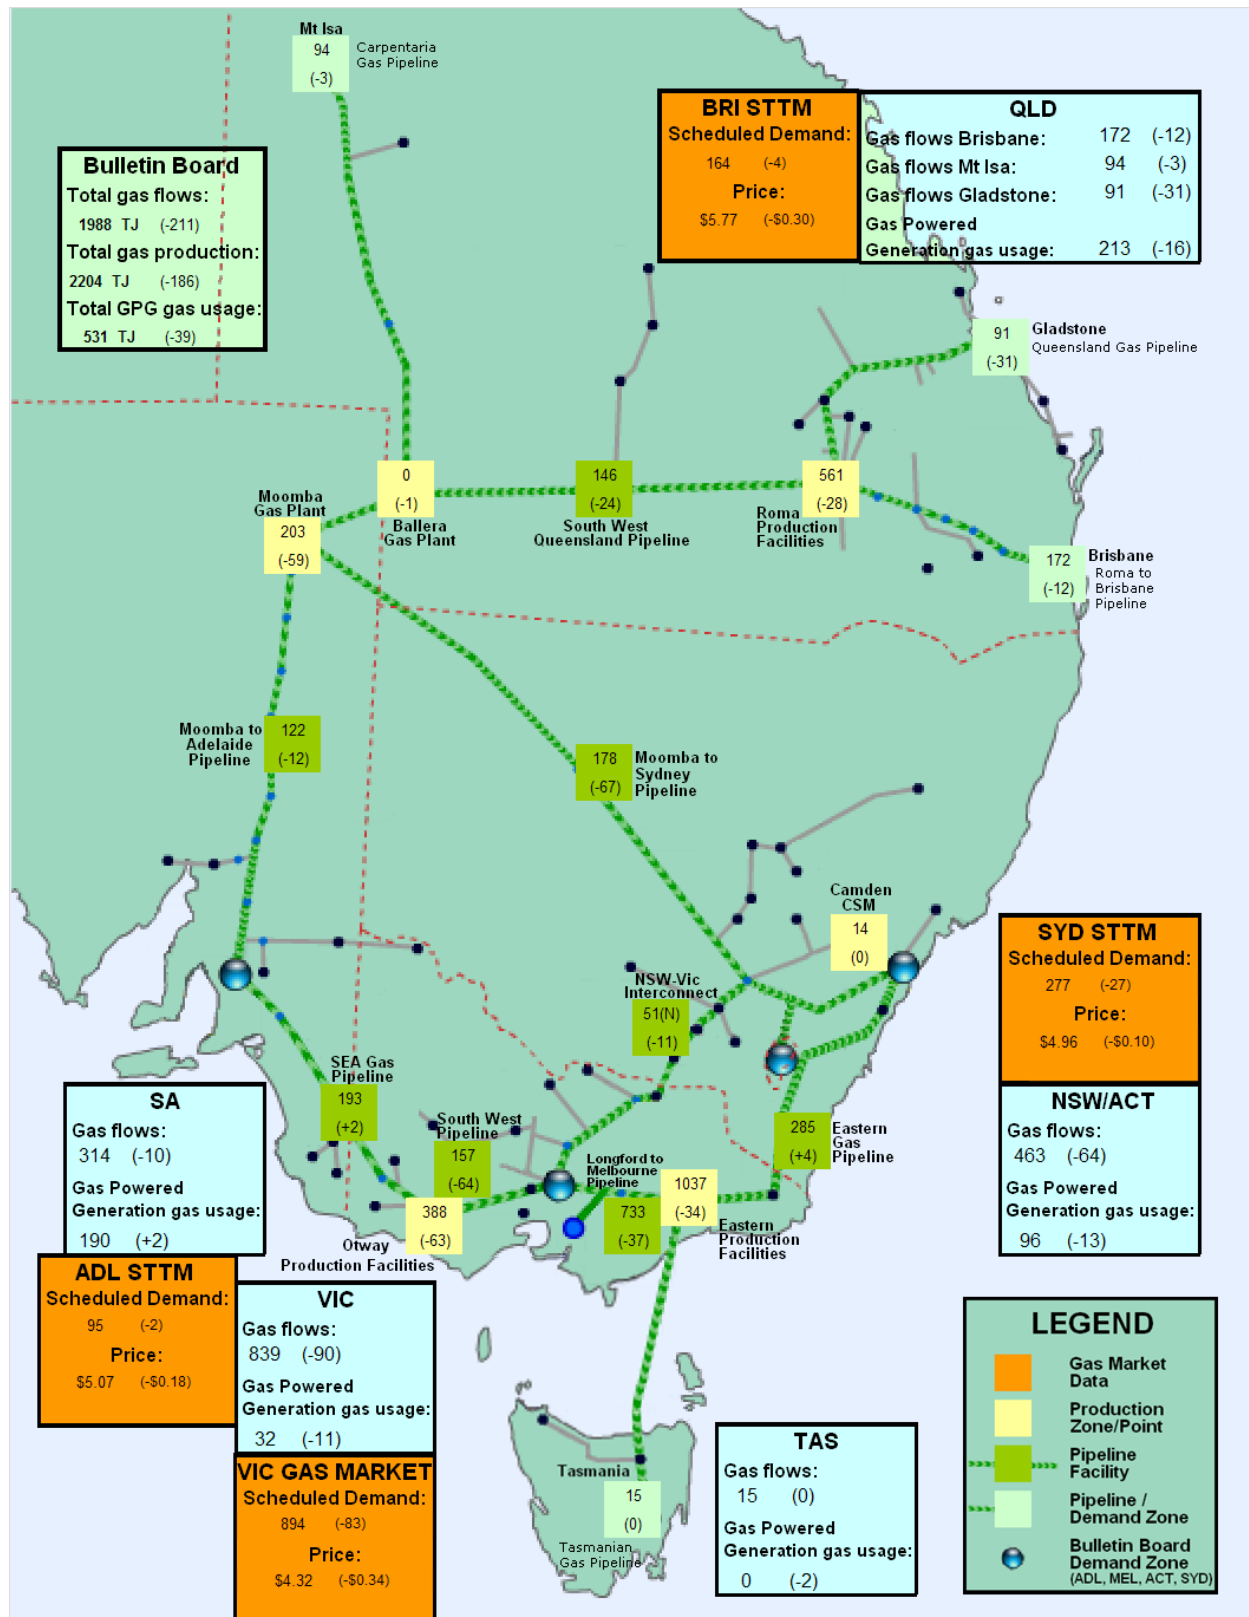 Mt Isa
94
(-3)
Carpentaria
Gas Pipeline
Bulletin Board
Total gas flows:
1988 TJ (-211)
Total gas production:
2204 TJ (-186)
Total GPG gas usage:
531 TJ (-39)
BRI STTM
Scheduled Demand:
164 (-4)
Price:
$5.77 (-$0.30)
QLD
Gas flows Brisbane: 172 (-12)
Gas flows Mt Isa: 94 (-3)
Gas flows Gladstone: 91 (-31)
Gas Powered
Generation gas usage: 213 (-16)
91
(-31)
Gladstone
Queensland Gas Pipeline
Moomba
Gas Plant
203
(-59)
0
(-1)
Ballera
Gas Plant
146
(-24)
South West
Queensland Pipeline
561
(-28)
Roma
Production
Facilities
172
(-12)
Brisbane
Roma to
Brisbane
Pipeline
Moomba to
Adelaide
Pipeline
122
(-12)
178
(-67)
Moomba to
Sydney
Pipeline
Camden
CSM
14
(0)
NSW-Vic
Interconnect
51(N)
(-11)
SYD STTM
Scheduled Demand:
277 (-27)
Price:
$4.96 (-$0.10)
NSW/ACT
Gas flows:
463 (-64)
Gas Powered
Generation gas usage:
96 (-13)
SEA Gas
Pipeline
193
(+2)
South West
Pipeline
157
(-64)
Longford to
Melbourne
Pipeline
733
(-37)
1037
(-34)
Eastern
Production
Facilities
285
(+4)
Eastern
Gas
Pipeline
388
(-63)
Otway
Production Facilities
SA
Gas flows:
314 (-10)
Gas Powered
Generation gas usage:
190 (+2)
ADL STTM
Scheduled Demand:
95 (-2)
Price:
$5.07 (-$0.18)
VIC
Gas flows:
839 (-90)
Gas Powered
Generation gas usage:
32 (-11)
VIC GAS MARKET
Scheduled Demand:
894 (-83)
Price:
$4.32 (-$0.34)
Tasmania
15
(0)
Tasmanian
Gas Pipeline
TAS
Gas flows:
15 (0)
Gas Powered
Generation gas usage:
0 (-2)
LEGEND
Gas Market
Data
Production
Zone/Point
Pipeline
Facility
Pipeline /
Demand Zone
Bulletin Board
Demand Zone
(ADL, MEL, ACT, SYD)